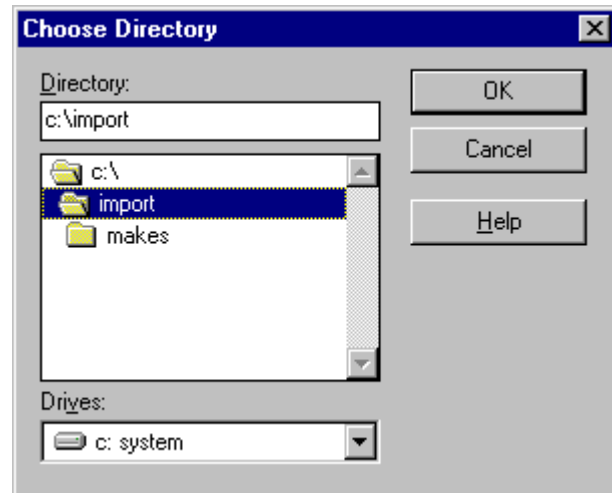 Choose Directory
Directory:
OK
c:\import
Cancel
c:\
import
Help
makes
Drives:
c: system